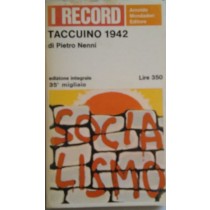 I RECORD
Arnoldo
Mondadori
Editore
TACCUINO 1942
di Pietro Nenni
edizione integrale
35° migliaio
Lire 350
SOCIA
LISMO